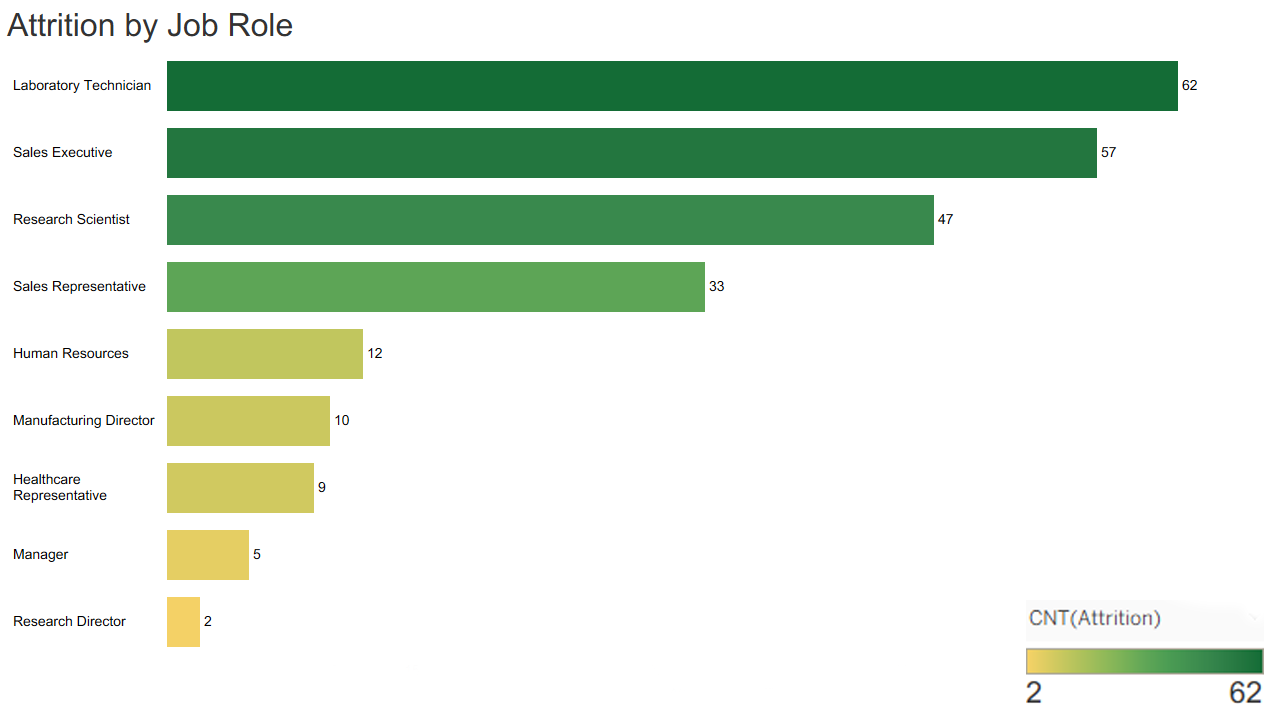 Attrition by Job Role
Laboratory Technician 62
Sales Executive 57
Research Scientist 47
Sales Representative 33
Human Resources 12
Manufacturing Director 10
Healthcare
Representative 9
Manager 5
Research Director 2
CNT(Attrition)
2 62